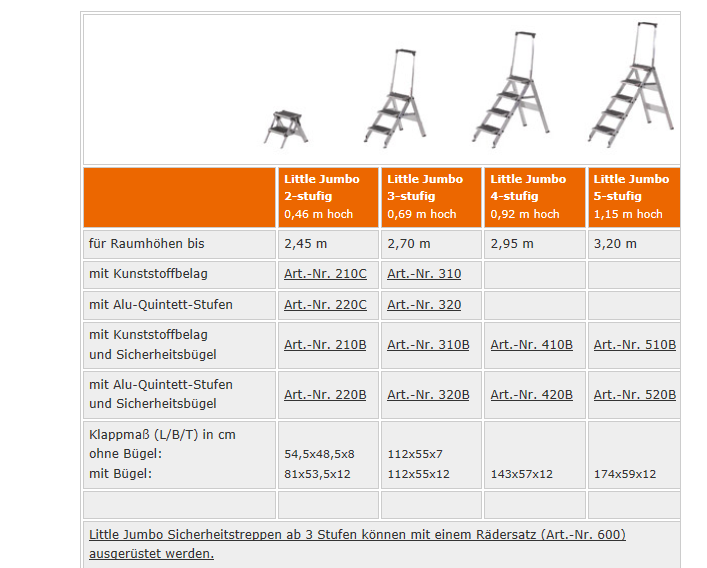 Little Jumbo 2-stufig 0,46 m hoch
Little Jumbo 3-stufig 0,69 m hoch
Little Jumbo 4-stufig 0,92 m hoch
Little Jumbo 5-stufig 1,15 m hoch
für Raumhöhen bis 2,45 m 2,70 m 2,95 m 3,20 m
mit Kunststoffbelag Art.-Nr. 210C Art.-Nr. 310
mit Alu-Quintett-Stufen Art.-Nr. 220C Art.-Nr. 320
mit Kunststoffbelag
und Sicherheitsbügel Art.-Nr. 210B Art.-Nr. 310B Art.-Nr. 410B Art.-Nr. 510B
mit Alu-Quintett-Stufen
und Sicherheitsbügel Art.-Nr. 220B Art.-Nr. 320B Art.-Nr. 420B Art.-Nr. 520B
Klappmaß (L/B/T) in cm
ohne Bügel: 54,5x48,5x8 112x55x7
mit Bügel: 81x53,5x12 112x55x12 143x57x12 174x59x12
Little Jumbo Sicherheitstreppen ab 3 Stufen können mit einem Rädersatz (Art.-Nr. 600)
ausgerüstet werden.